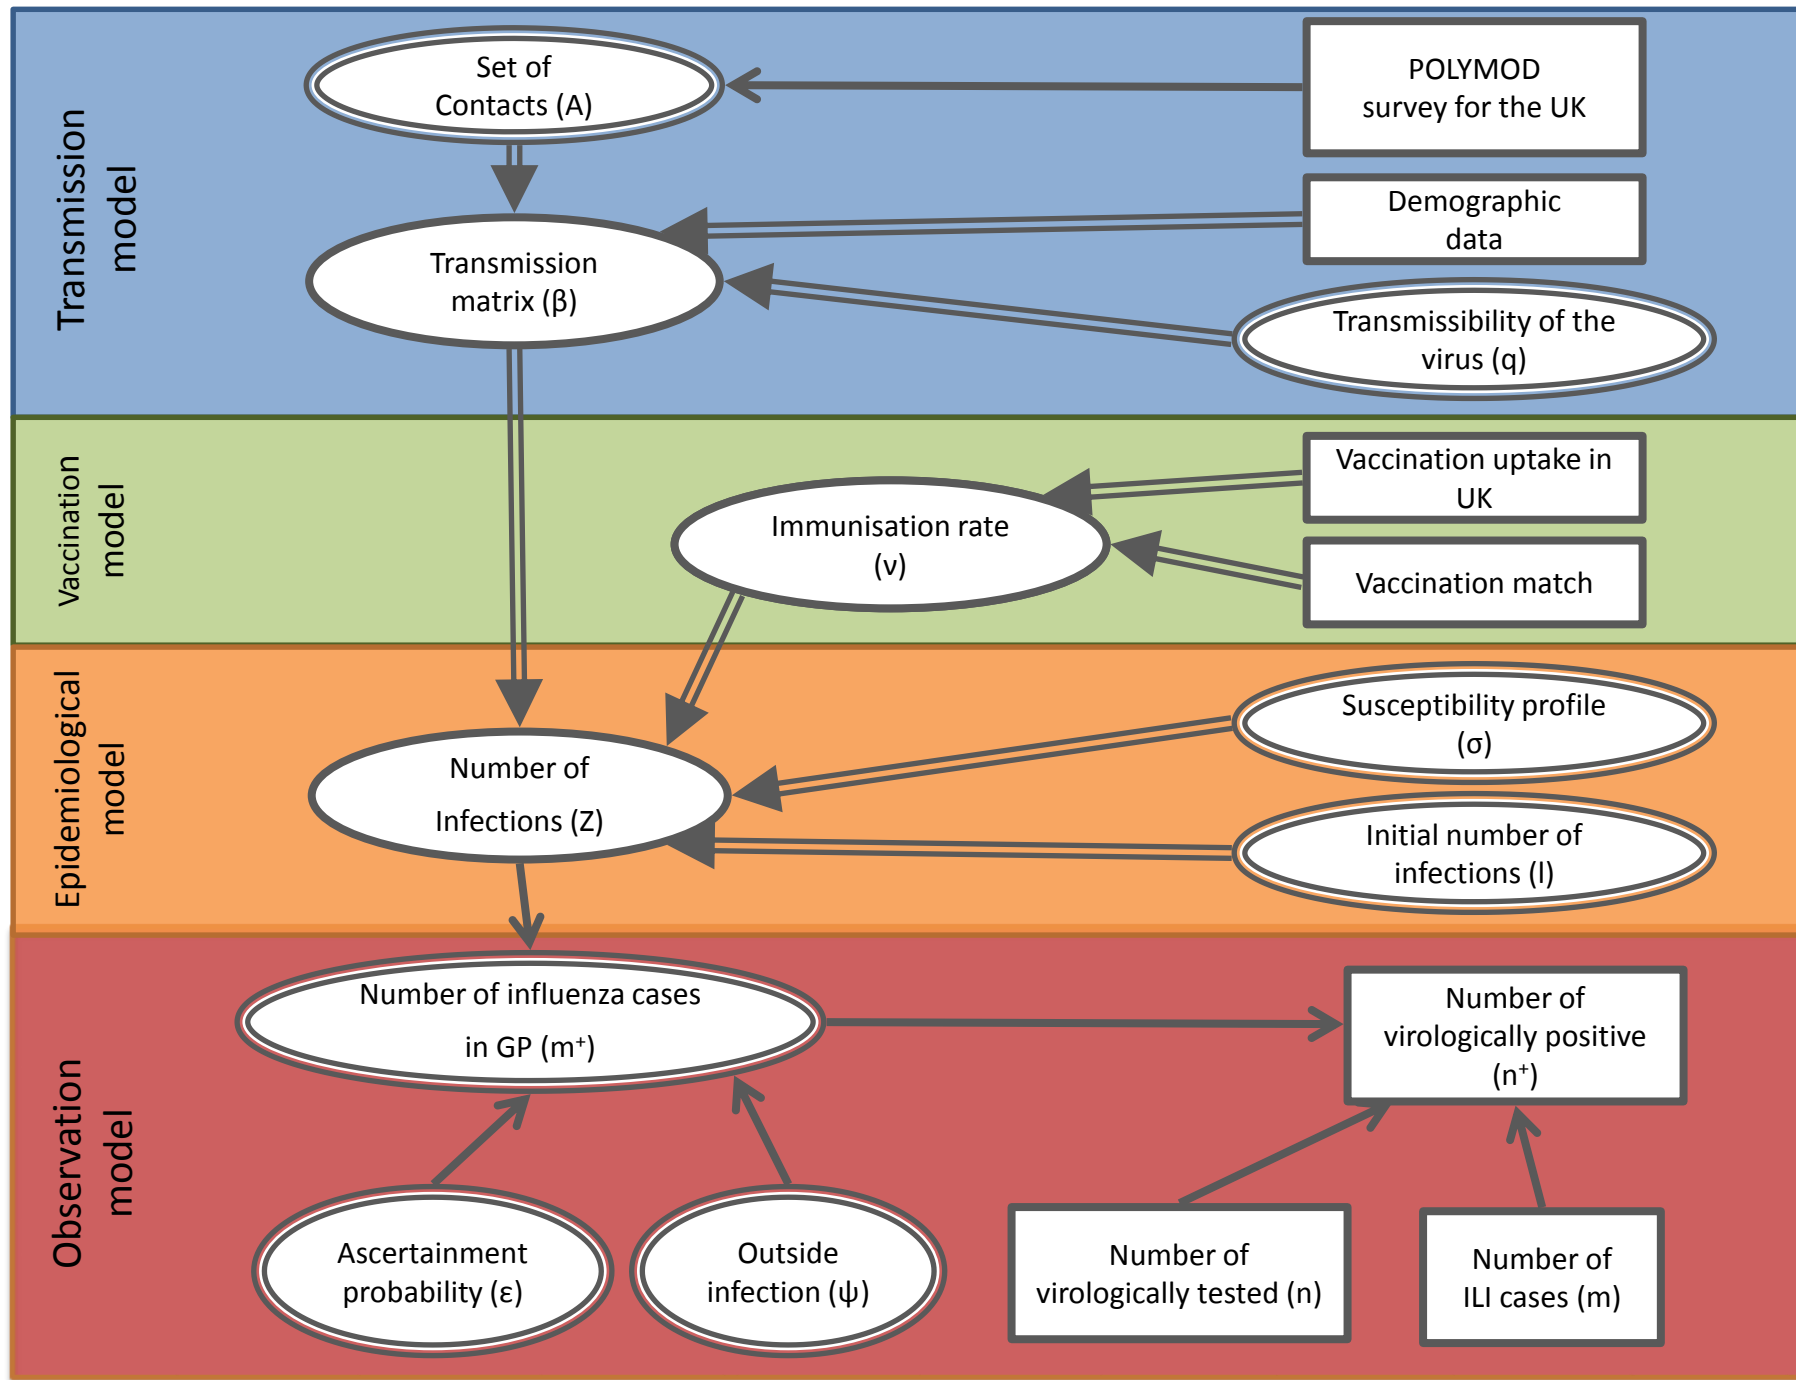 Transmission
model
Set of
Contacts (A)
POLYMOD
survey for the UK
Demographic
data
Transmission
matrix (β)
Transmissibility of the
virus (q)
Vaccination
model
Vaccination uptake in
UK
Immunisation rate
(ν)
Vaccination match
Epidemiological
model
Susceptibility profile
(σ)
Number of
Infections (Z)
Initial number of
infections (I)
Observation
model
Number of influenza cases
in GP (m⁺)
Number of
virologically positive
(n⁺)
Ascertainment
probability (ε)
Outside
infection (ψ)
Number of
virologically tested (n)
Number of
ILI cases (m)